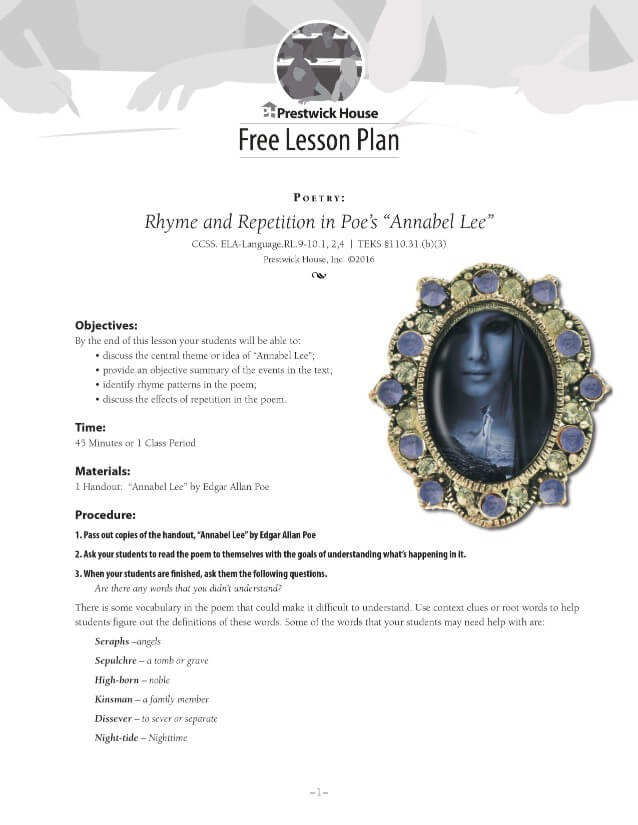 Prestwick House
Free Lesson Plan
POETRY:
Rhyme and Repetition in Poe's "Annabel Lee"
CCSS. ELA-Language.RL.9-10.1, 2,4 | TEKS §110.31.(b)(3)
Prestwick House, Inc. ©2016
Objectives:
By the end of this lesson your students will be able to:
• discuss the central theme or idea of "Annabel Lee";
• provide an objective summary of the events in the text;
• identify rhyme patterns in the poem;
• discuss the effects of repetition in the poem.
Time:
45 Minutes or 1 Class Period
Materials:
1 Handout: "Annabel Lee" by Edgar Allan Poe
Procedure:
1. Pass out copies of the handout, "Annabel Lee" by Edgar Allan Poe
2. Ask your students to read the poem to themselves with the goals of understanding what's happening in it.
3. When your students are finished, ask them the following questions.
Are there any words that you didn't understand?
There is some vocabulary in the poem that could make it difficult to understand. Use context clues or root words to help
students figure out the definitions of these words. Some of the words that your students may need help with are:
Seraphs –angels
Sepulchre – a tomb or grave
High-born – noble
Kinsman – a family member
Dissever – to sever or separate
Night-tide – Nighttime
–1–